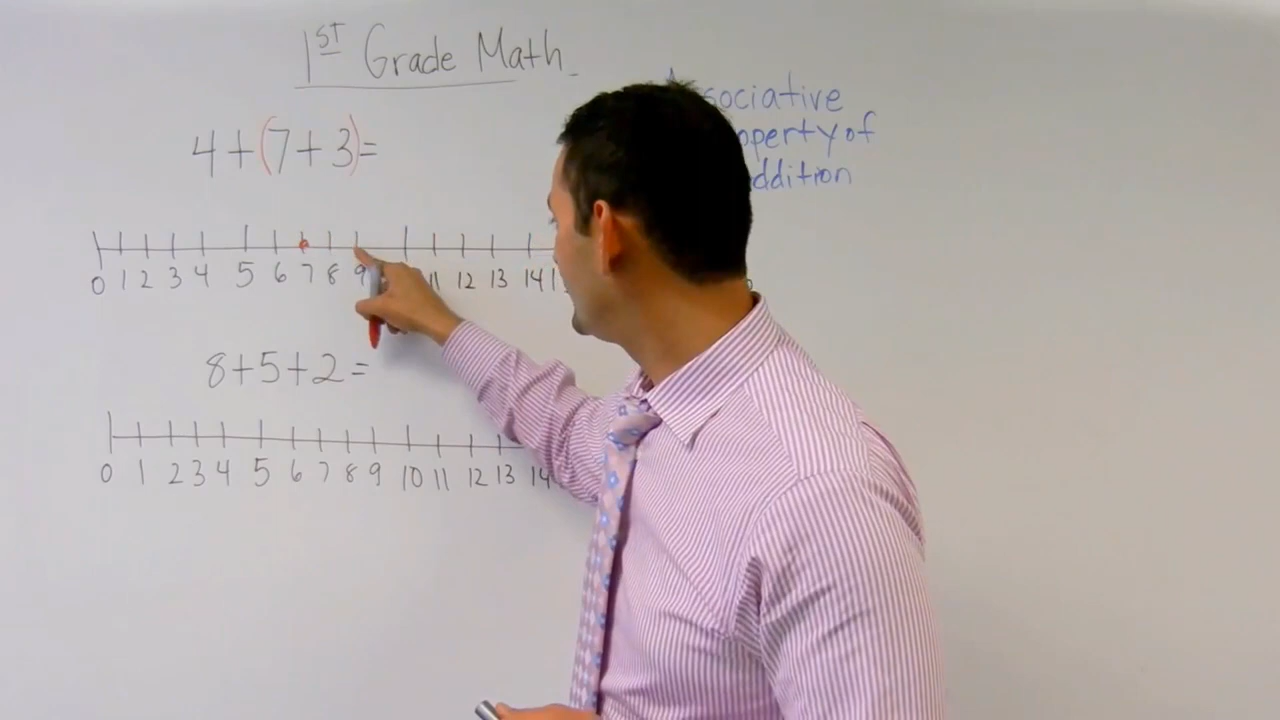 1ST Grade Math
4+(7+3)=
0 1 2 3 4 5 6 7 8 9 11 12 13 14
8+5+2=
0 1 2 3 4 5 6 7 8 9 10 11 12 13 14
sociative
operty of
ddition